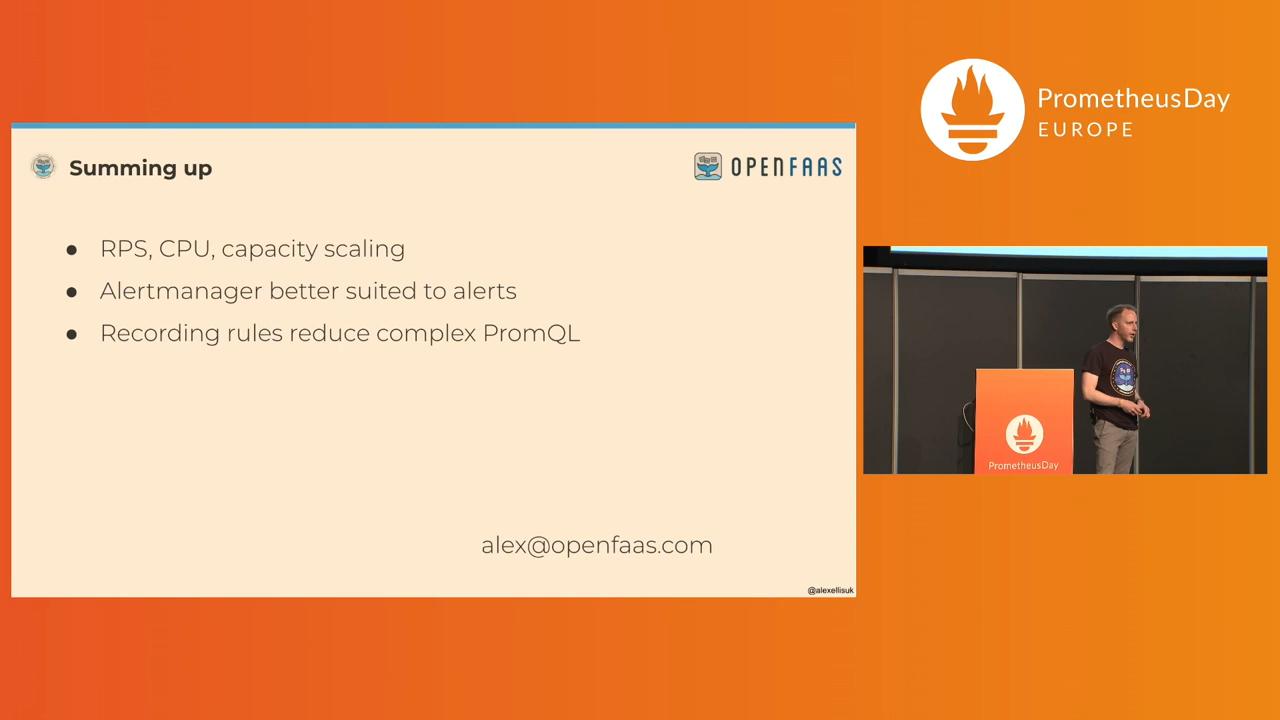 PrometheusDay
EUROPE
Summing up
OPENFAAS
● RPS, CPU, capacity scaling
● Alertmanager better suited to alerts
● Recording rules reduce complex PromQL
alex@openfaas.com
@alexellisuk
PrometheusDay